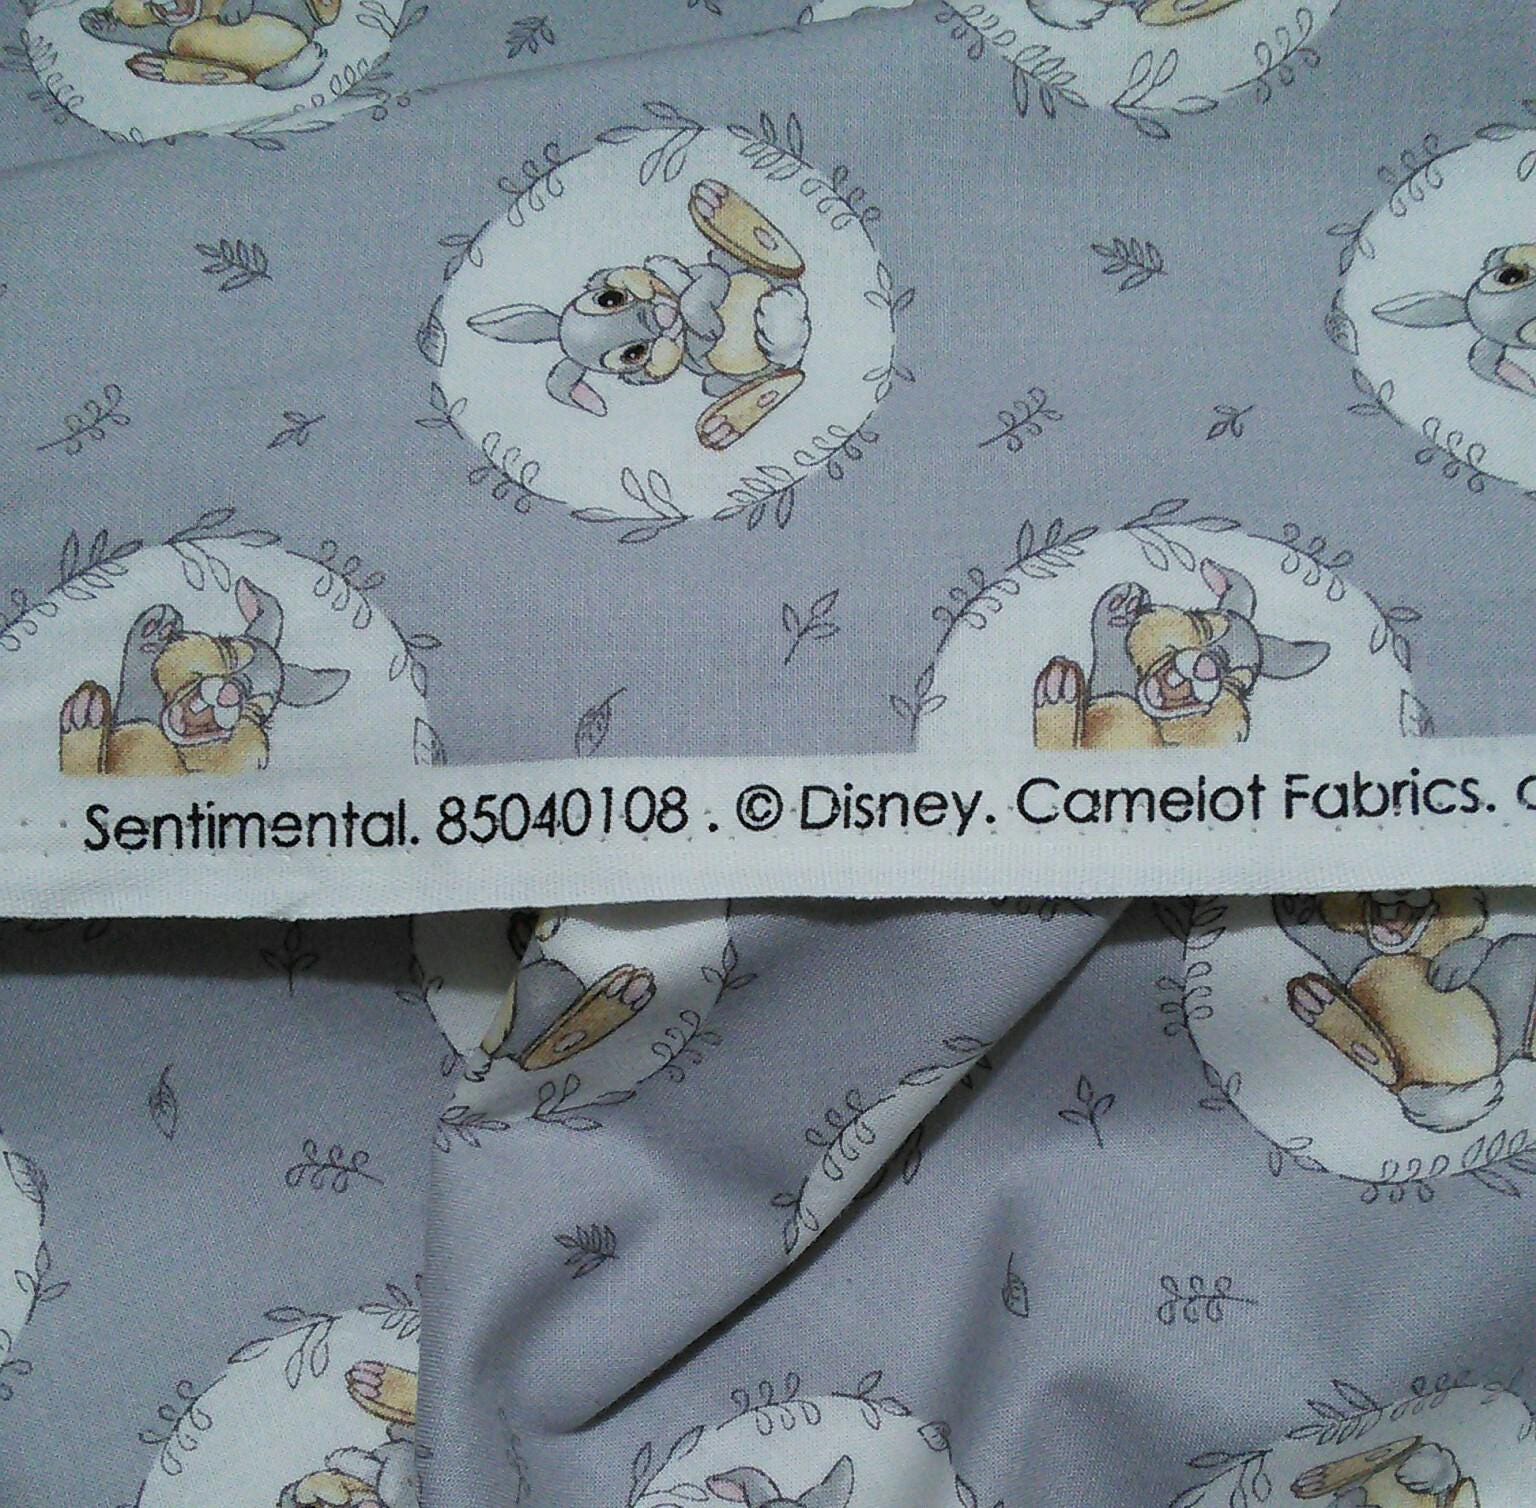 Sentimental. 85040108 . © Disney. Camelot Fabrics.